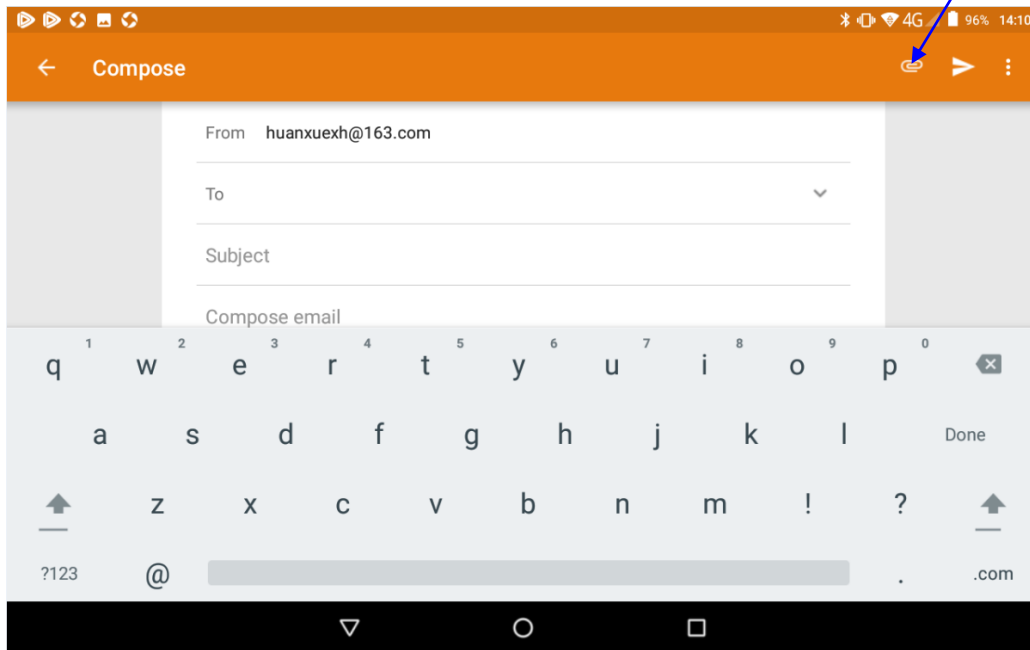 4G 96% 14:10
Compose
From huanxuexh@163.com
To
Subject
Compose email
1 2 3 4 5 6 7 8 9 0
q w e r t y u i o p
a s d f g h j k l Done
z x c v b n m ! ?
?123 @ . .com